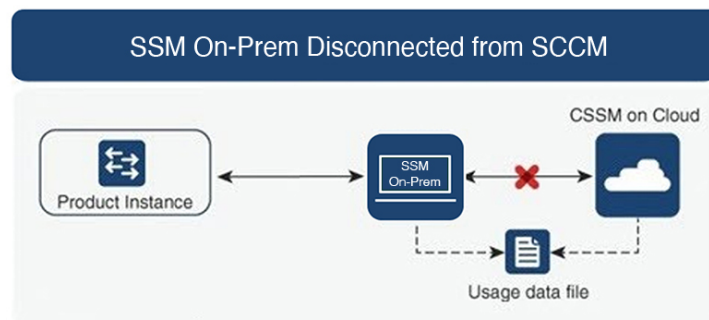 SSM On-Prem Disconnected from SCCM
CSSM on Cloud
SSM
On-Prem
Product Instance
Usage data file